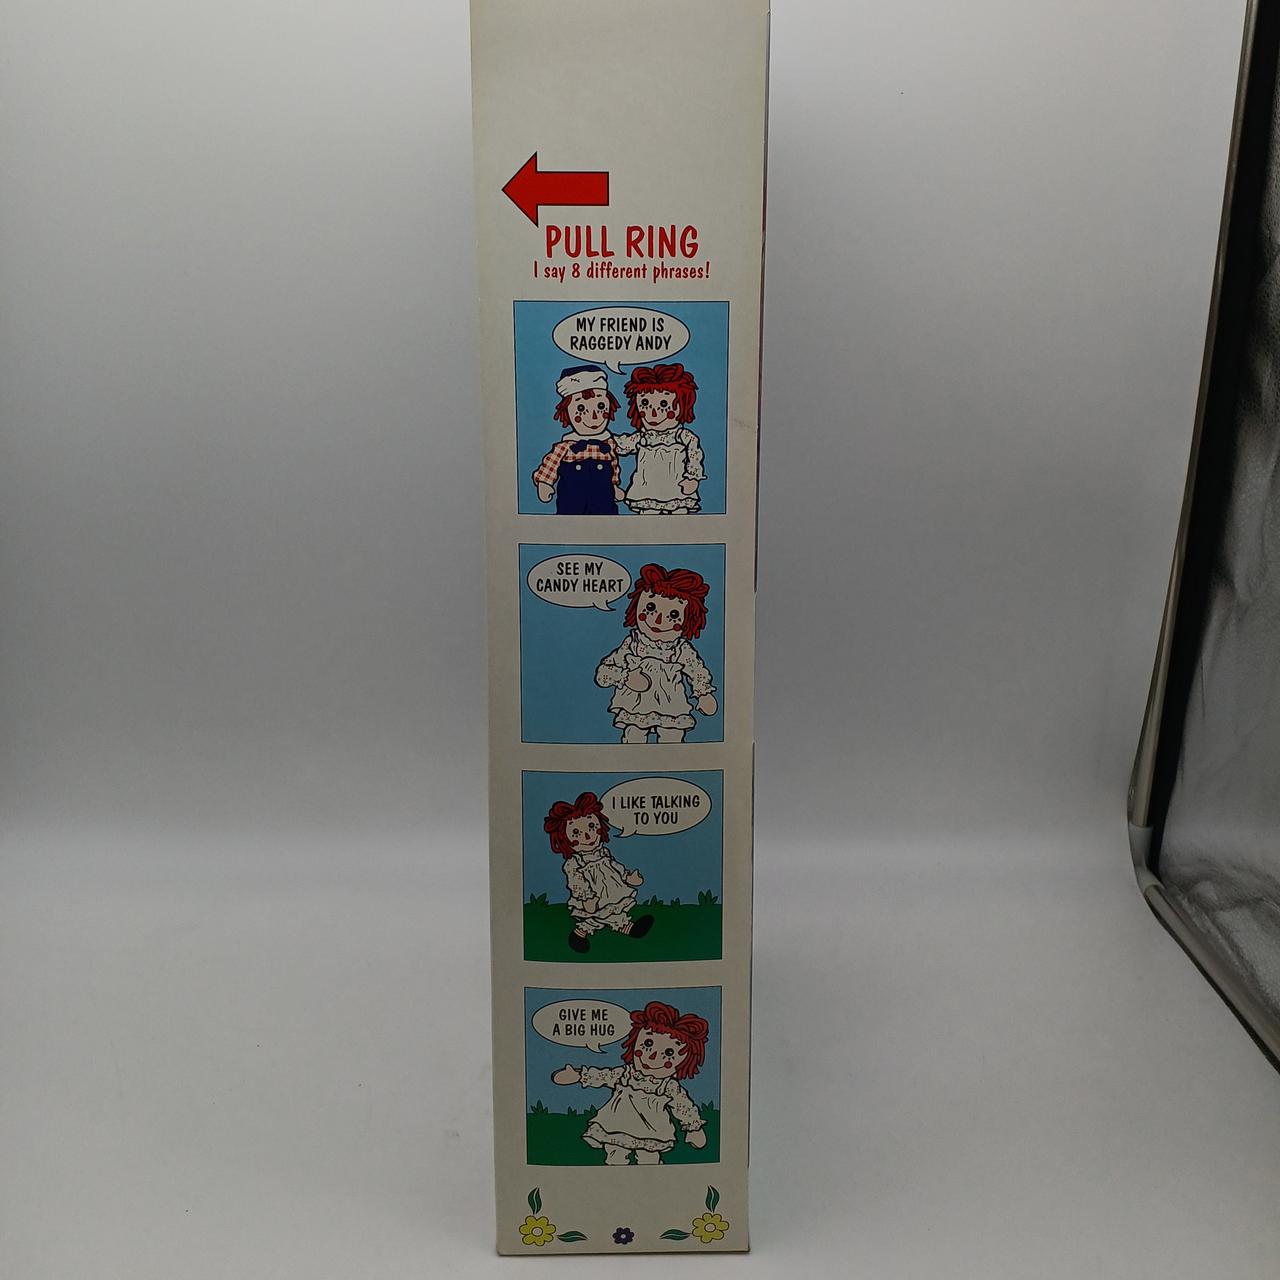 PULL RING
I say 8 different phrases!
MY FRIEND IS
RAGGEDY ANDY
SEE MY
CANDY HEART
I LIKE TALKING
TO YOU
GIVE ME
A BIG HUG